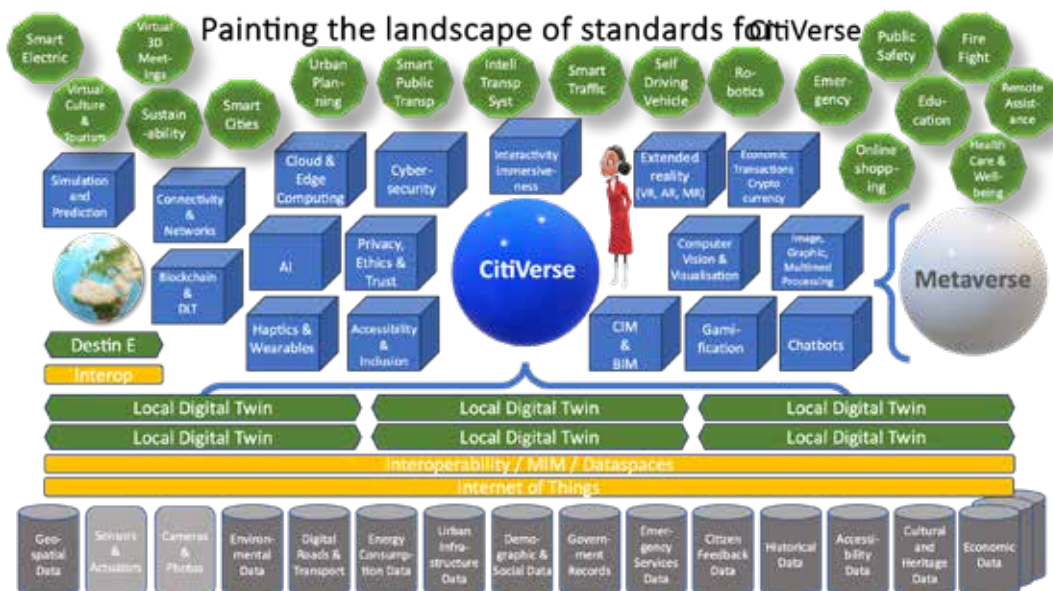 Painting the landscape of standards for CitiVerse
Smart
Electric
Virtual
3D
Meet-
ings
Virtual
Culture
&
Tourism
Sustain
-ability
Smart
Cities
Urban
Plan-
ning
Smart
Public
Transp
Intell
Transp
Syst
Smart
Traffic
Self
Driving
Vehicle
Ro-
botics
Emer-
gency
Public
Safety
Fire
Fight
Edu-
cation
Remote
Assist-
ance
Online
shopp-
ing
Health
Care &
Well-
being
Simulation
and
Prediction
Connectivity
&
Networks
Cloud &
Edge
Computing
Cyber-
security
Interactivity
immersive-
ness
Extended
reality
(VR, AR, MR)
Economic
Transactions
Crypto
currency
Blockchain
&
DLT
AI
Privacy,
Ethics &
Trust
CitiVerse
Computer
Vision &
Visualisation
Image,
Graphic,
Multimed
Processing
Metaverse
Haptics &
Wearables
Accessibility
&
Inclusion
CIM
&
BIM
Gami-
fication
Chatbots
Destin E
Interop
Local Digital Twin
Local Digital Twin
Local Digital Twin
Local Digital Twin
Local Digital Twin
Local Digital Twin
Interoperability / MIM / Dataspaces
Internet of Things
Geo-
spatial
Data
Sensors
&
Actuators
Cameras
&
Photos
Environ-
mental
Data
Digital
Roads &
Transport
Energy
Consump-
tion Data
Urban
Infra-
structure
Data
Demo-
graphic &
Social Data
Govern-
ment
Records
Emer-
gency
Services
Data
Citizen
Feedback
Data
Historical
Data
Accessi-
bility
Data
Cultural
and
Heritage
Data
Economic
Data